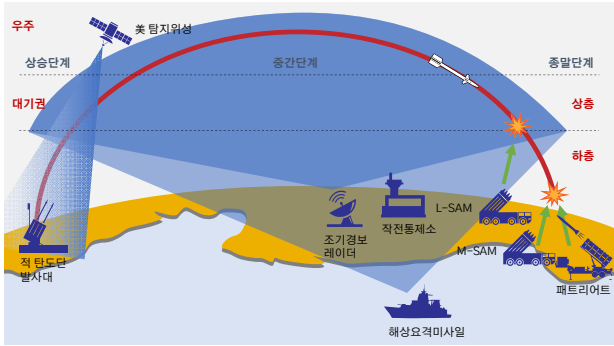 우주
美 탐지위성
상승단계
중간단계
종말단계
대기권
상층
하층
L-SAM
작전통제소
조기경보
레이더
M-SAM
적 탄도단
발사대
패트리어트
해상요격미사일